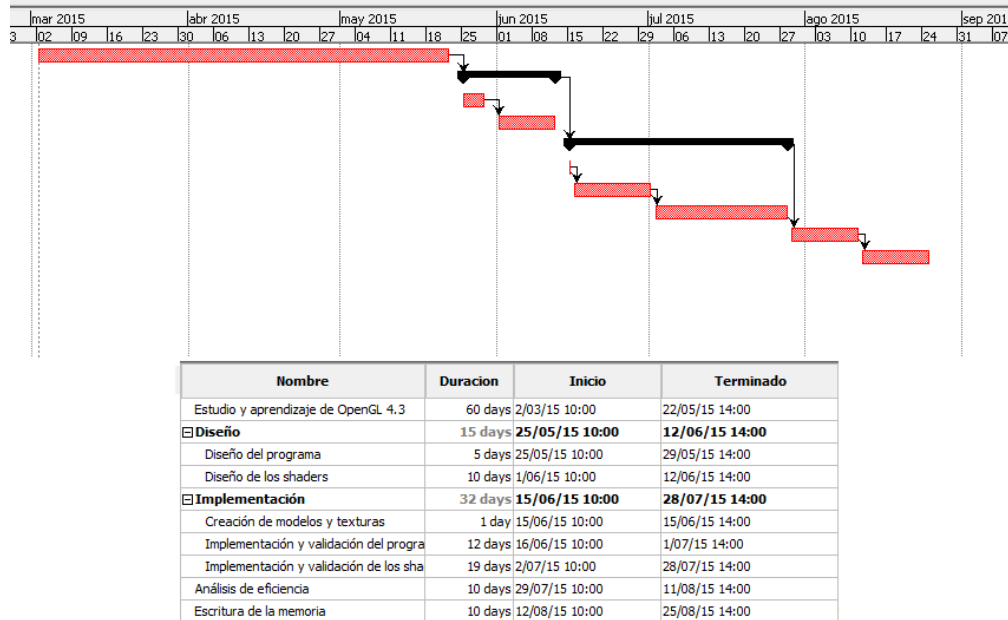 mar 2015 abr 2015 may 2015 jun 2015 jul 2015 ago 2015 sep 201
3 02 09 16 23 30 06 13 20 27 04 11 18 25 01 08 15 22 29 06 13 20 27 03 10 17 24 31 07
Nombre Duracion Inicio Terminado
Estudio y aprendizaje de OpenGL 4.3 60 days 2/03/15 10:00 22/05/15 14:00
Diseño 15 days 25/05/15 10:00 12/06/15 14:00
Diseño del programa 5 days 25/05/15 10:00 29/05/15 14:00
Diseño de los shaders 10 days 1/06/15 10:00 12/06/15 14:00
Implementación 32 days 15/06/15 10:00 28/07/15 14:00
Creación de modelos y texturas 1 day 15/06/15 10:00 15/06/15 14:00
Implementación y validación del progra 12 days 16/06/15 10:00 1/07/15 14:00
Implementación y validación de los sha 19 days 2/07/15 10:00 28/07/15 14:00
Análisis de eficiencia 10 days 29/07/15 10:00 11/08/15 14:00
Escritura de la memoria 10 days 12/08/15 10:00 25/08/15 14:00